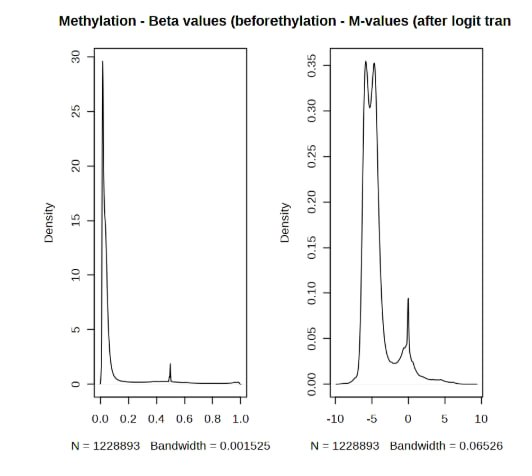 Methylation - Beta values (beforethylation - M-values (after logit tran
30
25
20
15
10
5
0
Density
0.0 0.2 0.4 0.6 0.8 1.0
N = 1228893 Bandwidth = 0.001525
0.35
0.30
0.25
0.20
0.15
0.10
0.05
0.00
Density
-10 -5 0 5 10
N = 1228893 Bandwidth = 0.06526